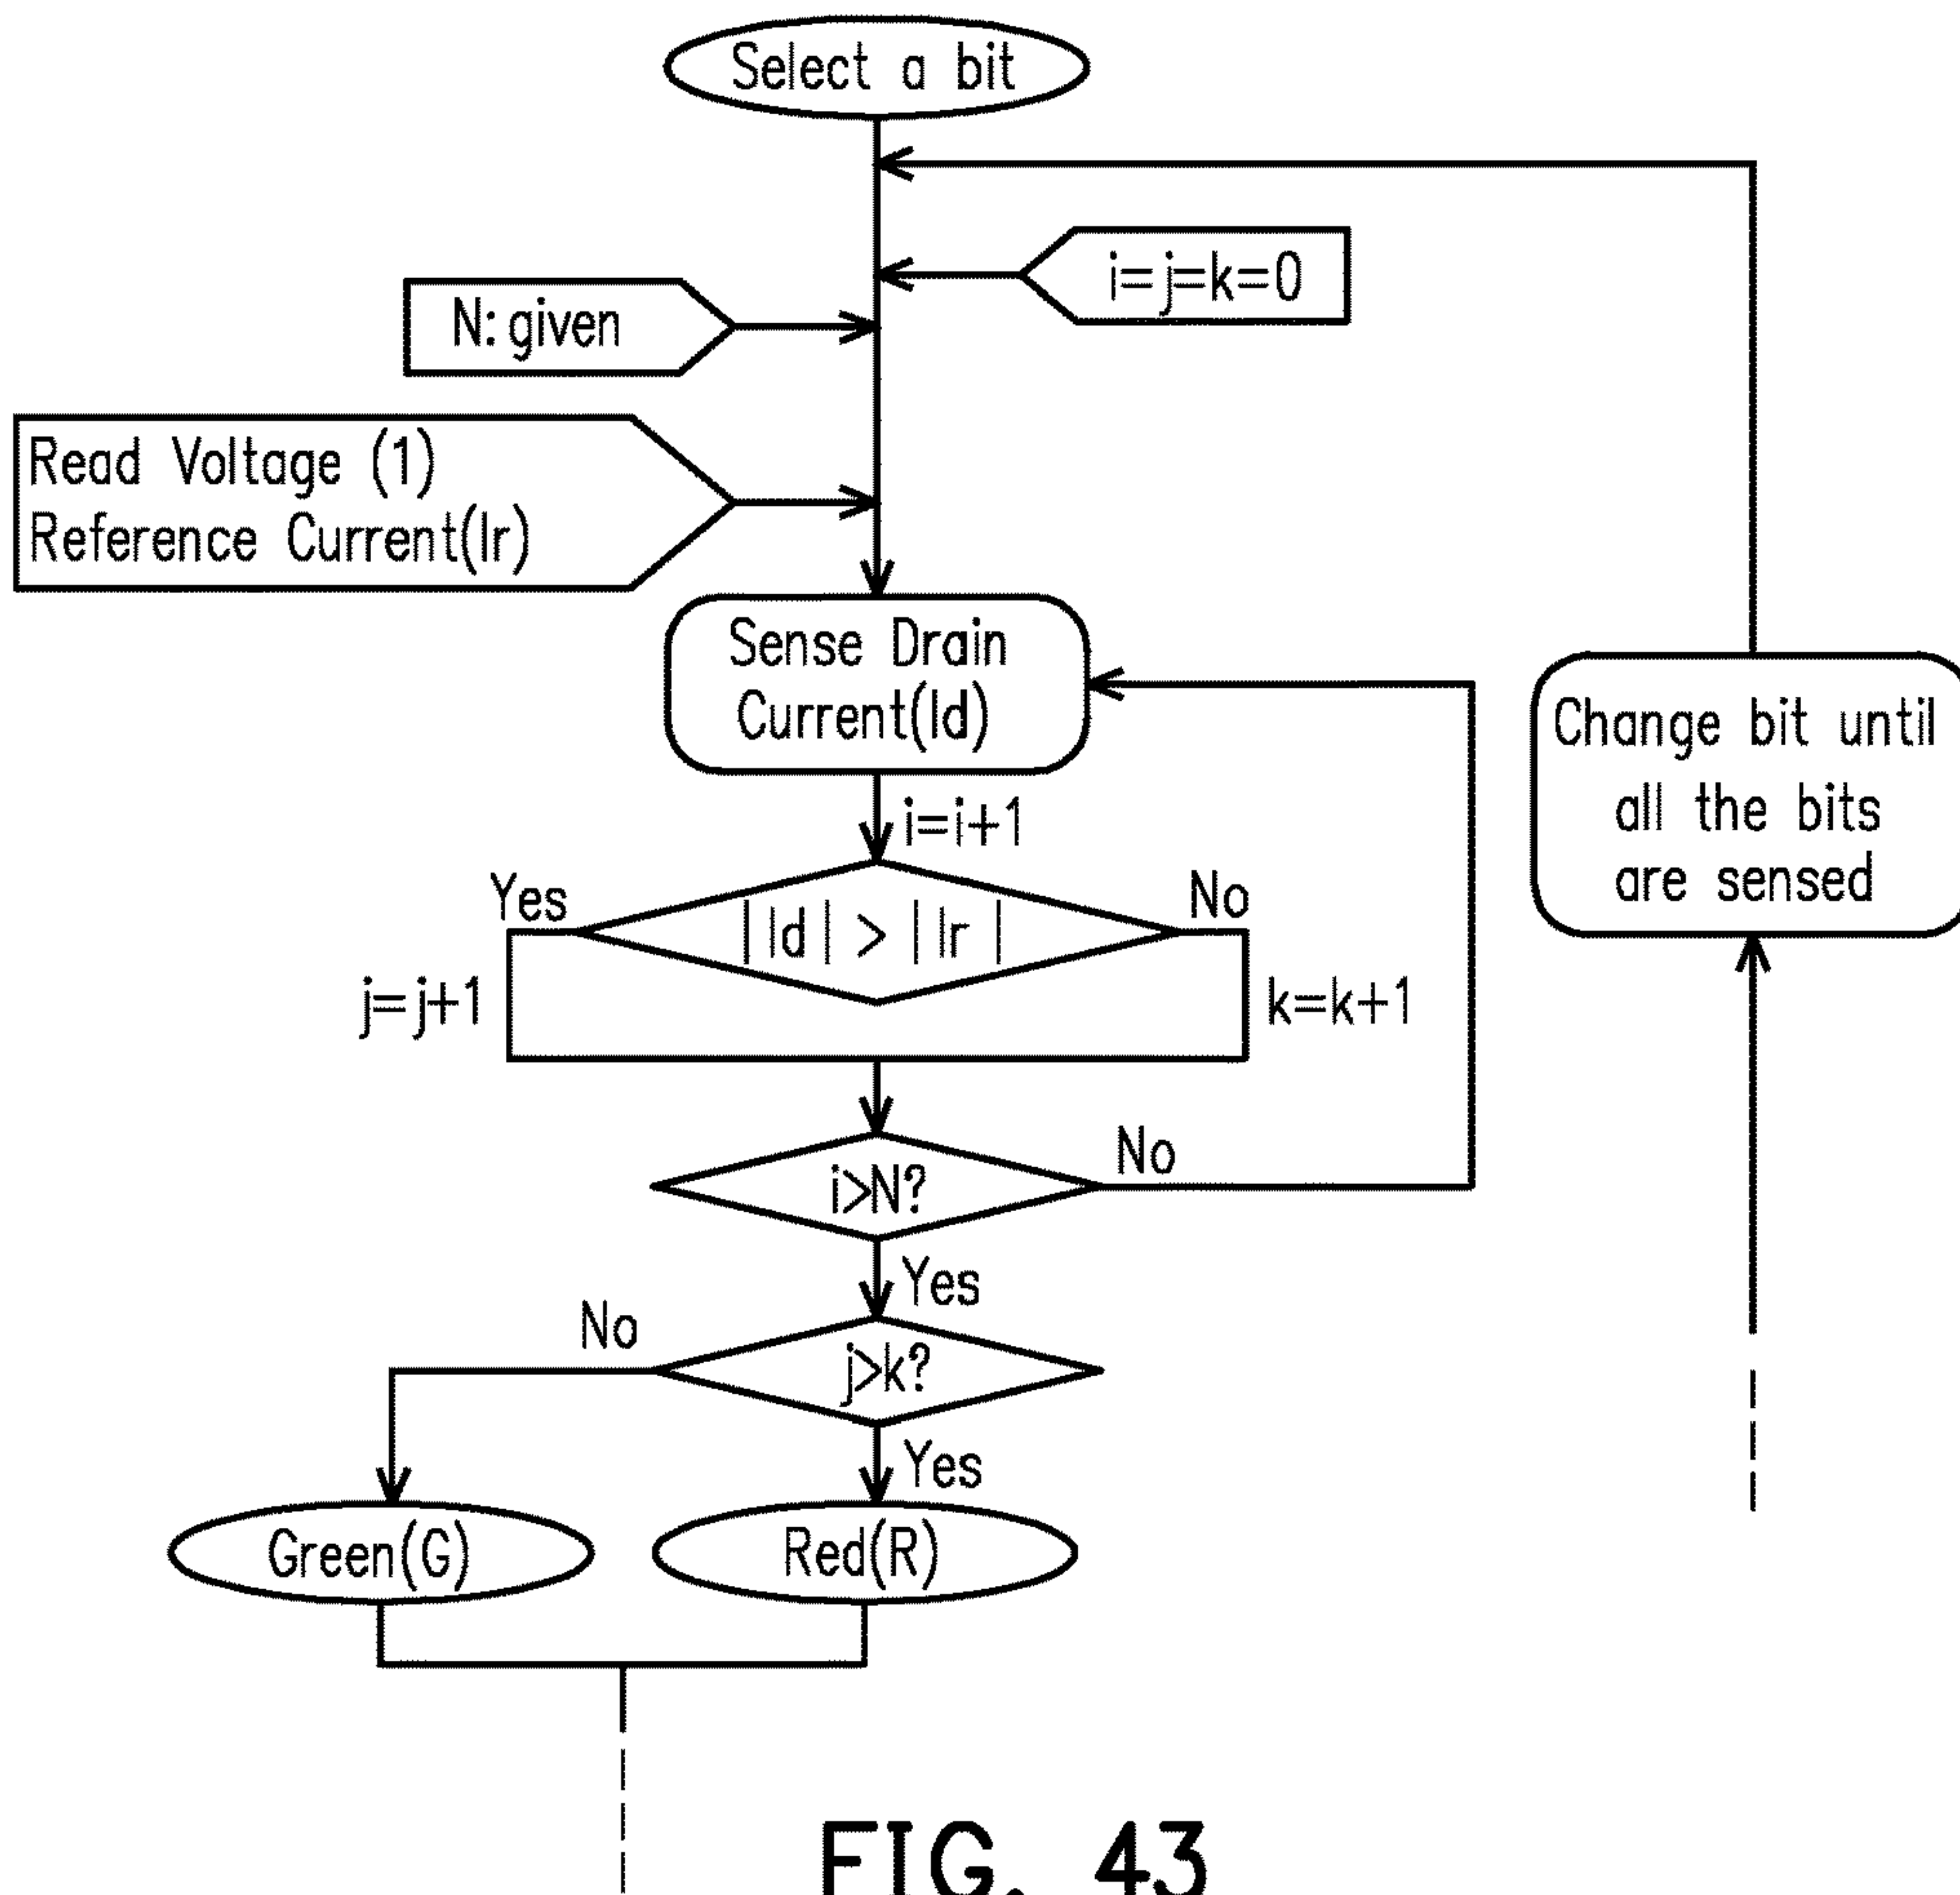 Select a bit
i=j=k=0
N:given
Read Voltage (1)
Reference Current(Ir)
Sense Drain
Current(Id)
Change bit until
all the bits
are sensed
i=i+1
Yes
No
|Id| > |Ir|
j=j+1
k=k+1
No
i>N?
Yes
No
j>k?
Yes
Green(G)
Red(R)
FIG. 43